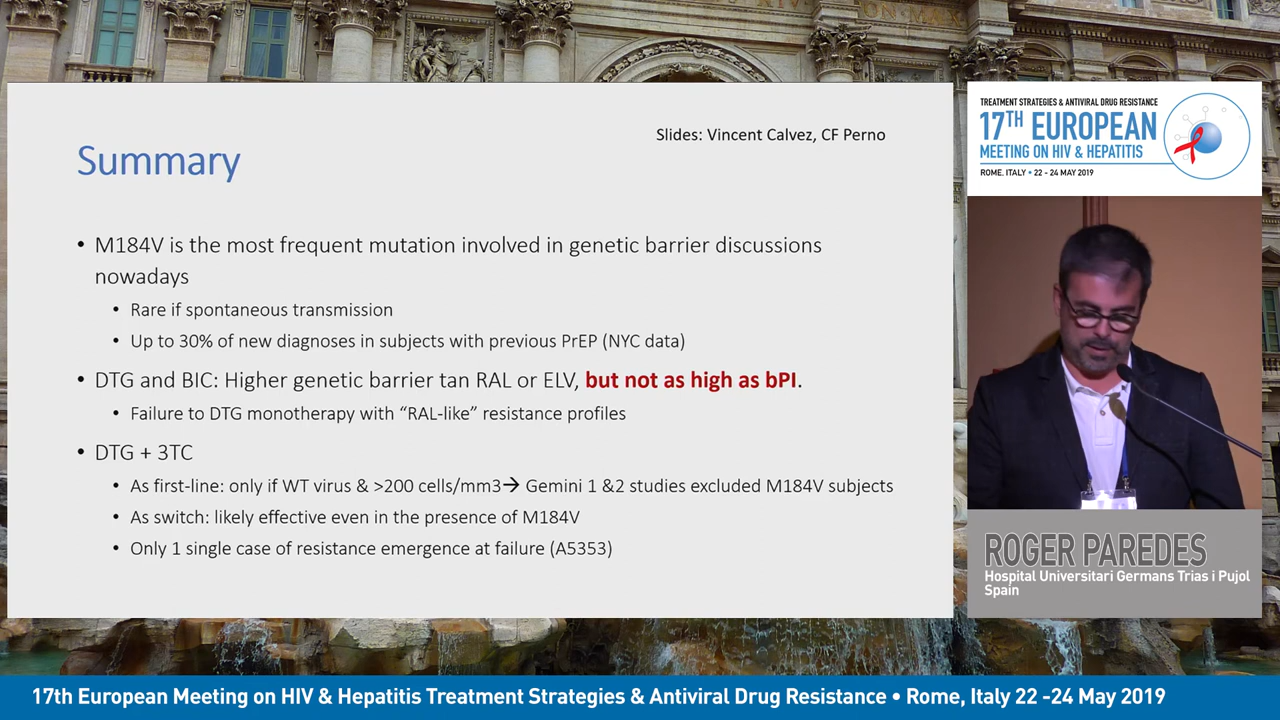 Slides: Vincent Calvez, CF Perno
Summary
• M184V is the most frequent mutation involved in genetic barrier discussions
nowadays
• Rare if spontaneous transmission
• Up to 30% of new diagnoses in subjects with previous PrEP (NYC data)
• DTG and BIC: Higher genetic barrier tan RAL or ELV, but not as high as bPI.
• Failure to DTG monotherapy with “RAL-like” resistance profiles
• DTG + 3TC
• As first-line: only if WT virus & >200 cells/mm3→ Gemini 1 &2 studies excluded M184V subjects
• As switch: likely effective even in the presence of M184V
• Only 1 single case of resistance emergence at failure (A5353)
TREATMENT STRATEGIES & ANTIVIRAL DRUG RESISTANCE
17TH EUROPEAN
MEETING ON HIV & HEPATITIS
ROME, ITALY • 22 - 24 MAY 2019
ROGER PAREDES
Hospital Universitari Germans Trias i Pujol
Spain
17th European Meeting on HIV & Hepatitis Treatment Strategies & Antiviral Drug Resistance • Rome, Italy 22 -24 May 2019